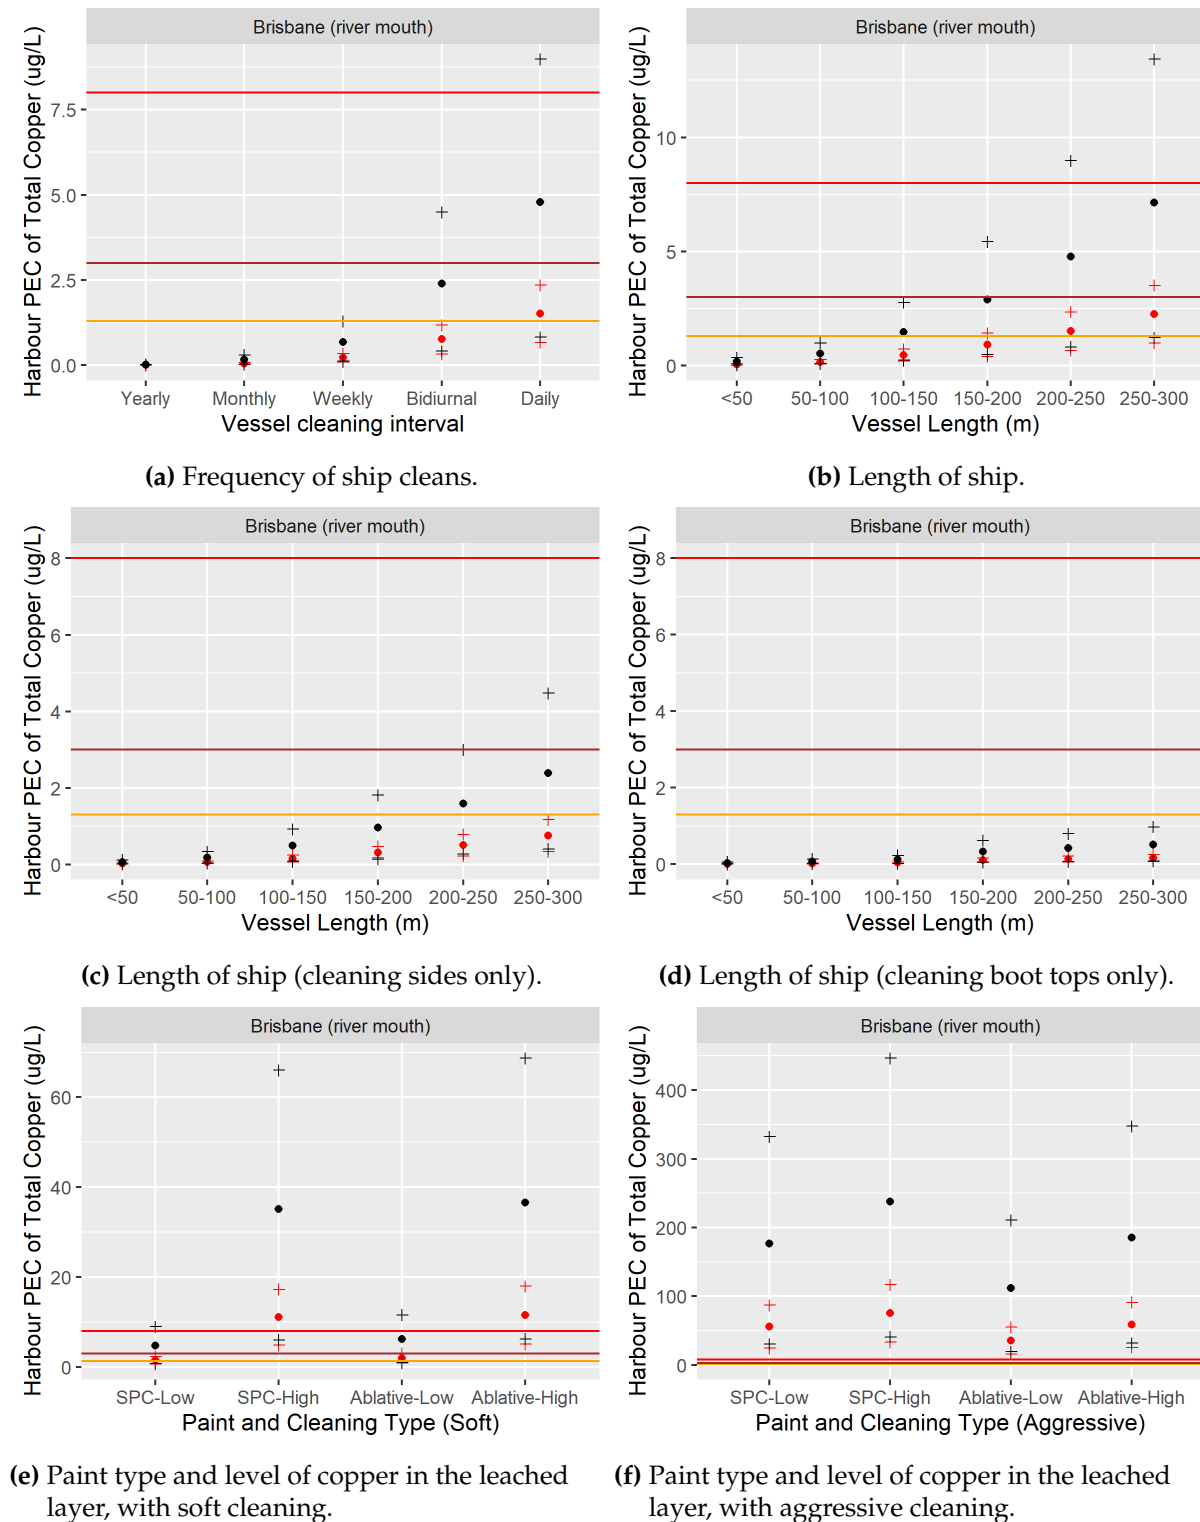 Brisbane (river mouth)
Harbour PEC of Total Copper (ug/L)
7.5
5.0
2.5
0.0
Yearly Monthly Weekly Bidiurnal Daily
Vessel cleaning interval
(a) Frequency of ship cleans.
Brisbane (river mouth)
Harbour PEC of Total Copper (ug/L)
10
5
0
<50 50-100 100-150 150-200 200-250 250-300
Vessel Length (m)
(b) Length of ship.
Brisbane (river mouth)
Harbour PEC of Total Copper (ug/L)
8
6
4
2
0
<50 50-100 100-150 150-200 200-250 250-300
Vessel Length (m)
(c) Length of ship (cleaning sides only).
Brisbane (river mouth)
Harbour PEC of Total Copper (ug/L)
8
6
4
2
0
<50 50-100 100-150 150-200 200-250 250-300
Vessel Length (m)
(d) Length of ship (cleaning boot tops only).
Brisbane (river mouth)
Harbour PEC of Total Copper (ug/L)
60
40
20
0
SPC-Low SPC-High Ablative-Low Ablative-High
Paint and Cleaning Type (Soft)
(e) Paint type and level of copper in the leached
layer, with soft cleaning.
Brisbane (river mouth)
Harbour PEC of Total Copper (ug/L)
400
300
200
100
0
SPC-Low SPC-High Ablative-Low Ablative-High
Paint and Cleaning Type (Aggressive)
(f) Paint type and level of copper in the leached
layer, with aggressive cleaning.